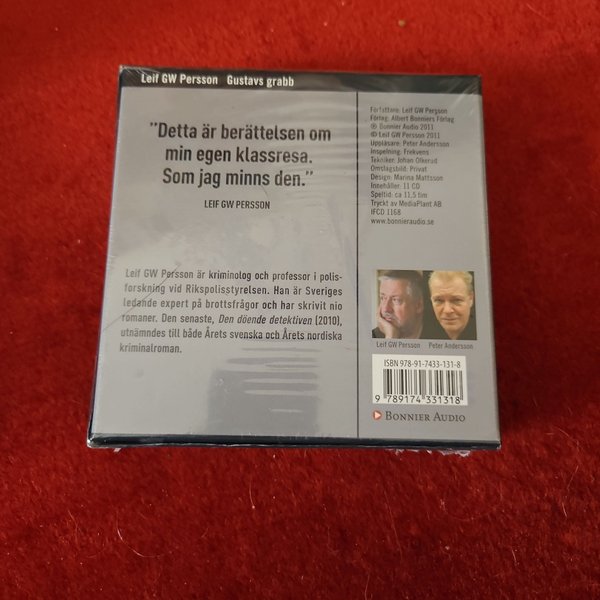 Leif GW Persson Gustavs grabb
"Detta är berättelsen om
min egen klassresa.
Som jag minns den."
LEIF GW PERSSON
Leif GW Persson är kriminolog och professor i polis-
forskning vid Rikspolisstyrelsen. Han är Sveriges
ledande expert på brottsfrågor och har skrivit nio
romaner. Den senaste, Den döende detektiven (2010),
utnämndes till både Årets svenska och Årets nordiska
kriminalroman.
Författare: Leif GW Persson
Förlag: Albert Bonniers Förlag
℗ Bonnier Audio 2011
© Leif GW Persson 2011
Uppläsare: Peter Andersson
Inspelning: Frekvens
Tekniker: Johan Olkerud
Omslagsbild: Privat
Design: Marina Mattsson
Innehåller: 11 CD
Speltid: ca 11,5 tim
Tryckt av MediaPlant AB
IFCD 1168
www.bonnieraudio.se
Leif GW Persson Peter Andersson
ISBN 978-91-7433-131-8
9 789174 331318
BONNIER AUDIO